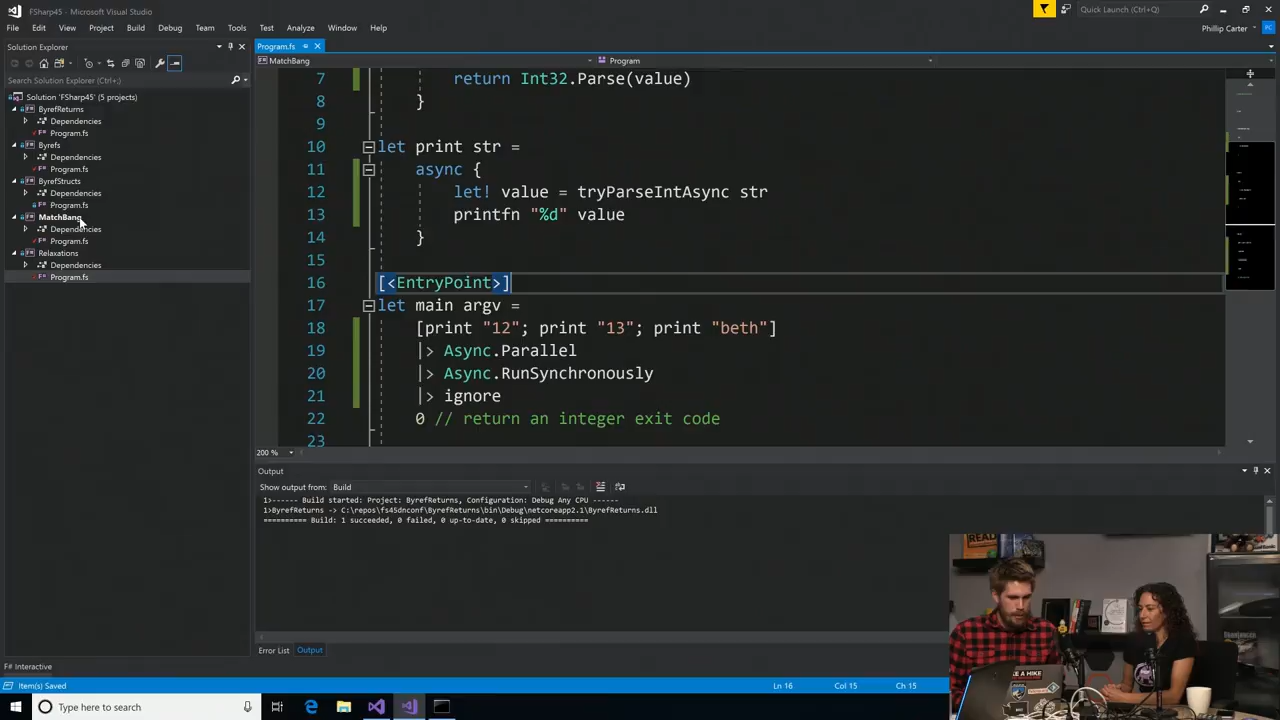 FSharp45 - Microsoft Visual Studio
Quick Launch (Ctrl+Q)
File Edit View Project Build Debug Team Tools Test Analyze Window Help
Phillip Carter
PC
Solution Explorer
Search Solution Explorer (Ctrl+;)
Solution 'FSharp45' (5 projects)
ByrefReturns
Dependencies
Program.fs
Byrefs
Dependencies
Program.fs
ByrefStructs
Dependencies
Program.fs
MatchBang
Dependencies
Program.fs
Relaxations
Dependencies
Program.fs
Program.fs
MatchBang Program
7 return Int32.Parse(value)
8 }
9
10 let print str =
11 async {
12 let! value = tryParseIntAsync str
13 printfn "%d" value
14 }
15
16 [<EntryPoint>]
17 let main argv =
18 [print "12"; print "13"; print "beth"]
19 |> Async.Parallel
20 |> Async.RunSynchronously
21 |> ignore
22 0 // return an integer exit code
23
200 %
Output
Show output from: Build
1>------ Build started: Project: ByrefReturns, Configuration: Debug Any CPU ------
1>ByrefReturns -> C:\repos\fs45dnconf\ByrefReturns\bin\Debug\netcoreapp2.1\ByrefReturns.dll
========== Build: 1 succeeded, 0 failed, 0 up-to-date, 0 skipped ==========
Error List Output
F# Interactive
Item(s) Saved
Ln 16 Col 15 Ch 15
Type here to search